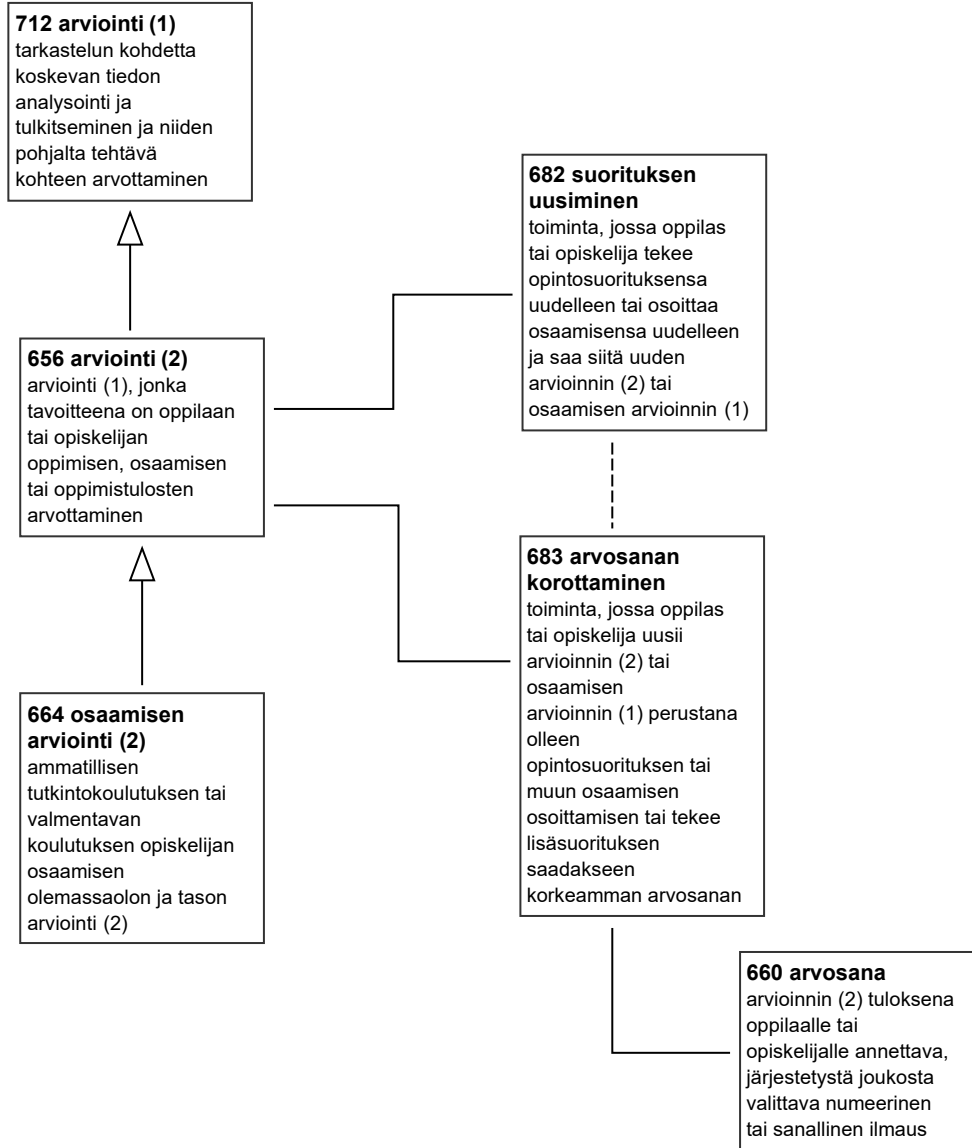 712 arviointi (1)
tarkastelun kohdetta
koskevan tiedon
analysointi ja
tulkitseminen ja niiden
pohjalta tehtävä
kohteen arvottaminen
682 suorituksen
uusiminen
toiminta, jossa oppilas
tai opiskelija tekee
opintosuorituksensa
uudelleen tai osoittaa
osaamisensa uudelleen
ja saa siitä uuden
arvioinnin (2) tai
osaamisen arvioinnin (1)
656 arviointi (2)
arviointi (1), jonka
tavoitteena on oppilaan
tai opiskelijan
oppimisen, osaamisen
tai oppimistulosten
arvottaminen
683 arvosanan
korottaminen
toiminta, jossa oppilas
tai opiskelija uusii
arvioinnin (2) tai
osaamisen
arvioinnin (1) perustana
olleen
opintosuorituksen tai
muun osaamisen
osoittamisen tai tekee
lisäsuorituksen
saadakseen
korkeamman arvosanan
664 osaamisen
arviointi (2)
ammatillisen
tutkintokoulutuksen tai
valmentavan
koulutuksen opiskelijan
osaamisen
olemassaolon ja tason
arviointi (2)
660 arvosana
arvioinnin (2) tuloksena
oppilaalle tai
opiskelijalle annettava,
järjestetystä joukosta
valittava numeerinen
tai sanallinen ilmaus